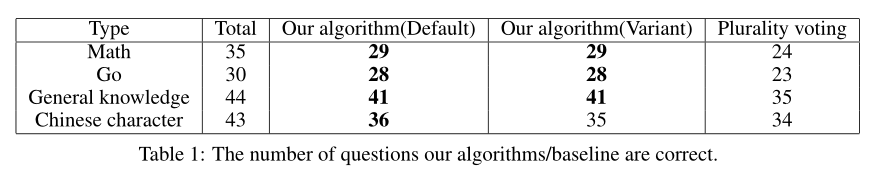 Type Total Our algorithm(Default) Our algorithm(Variant) Plurality voting
Math 35 29 29 24
Go 30 28 28 23
General knowledge 44 41 41 35
Chinese character 43 36 35 34
Table 1: The number of questions our algorithms/baseline are correct.